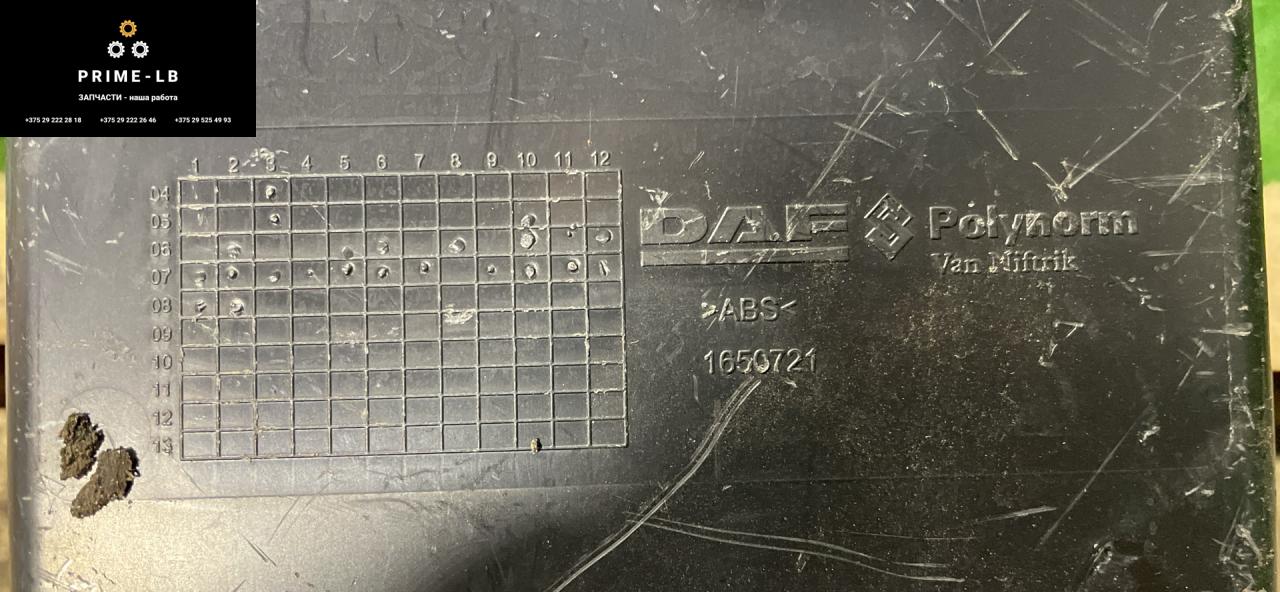 PRIME-LB
ЗАПЧАСТИ - наша работа
+375 29 222 28 18 +375 29 222 26 46 +375 29 525 49 93
1 2 3 4 5 6 7 8 9 10 11 12
04
05
06
07
08
09
10
11
12
13
DAF
Polynorm
Van Niftrik
>ABS<
1650721